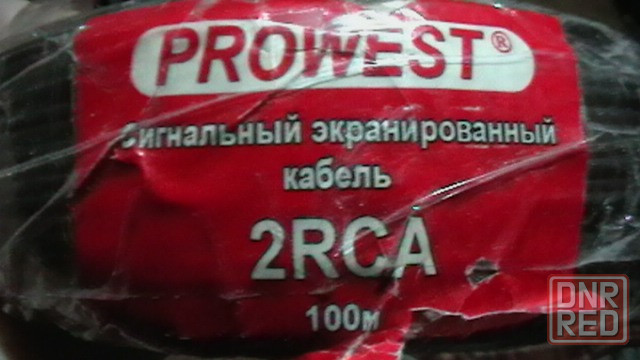 PROWEST®
Сигнальный экранированный
кабель
2RCA
100м
DNR
RED